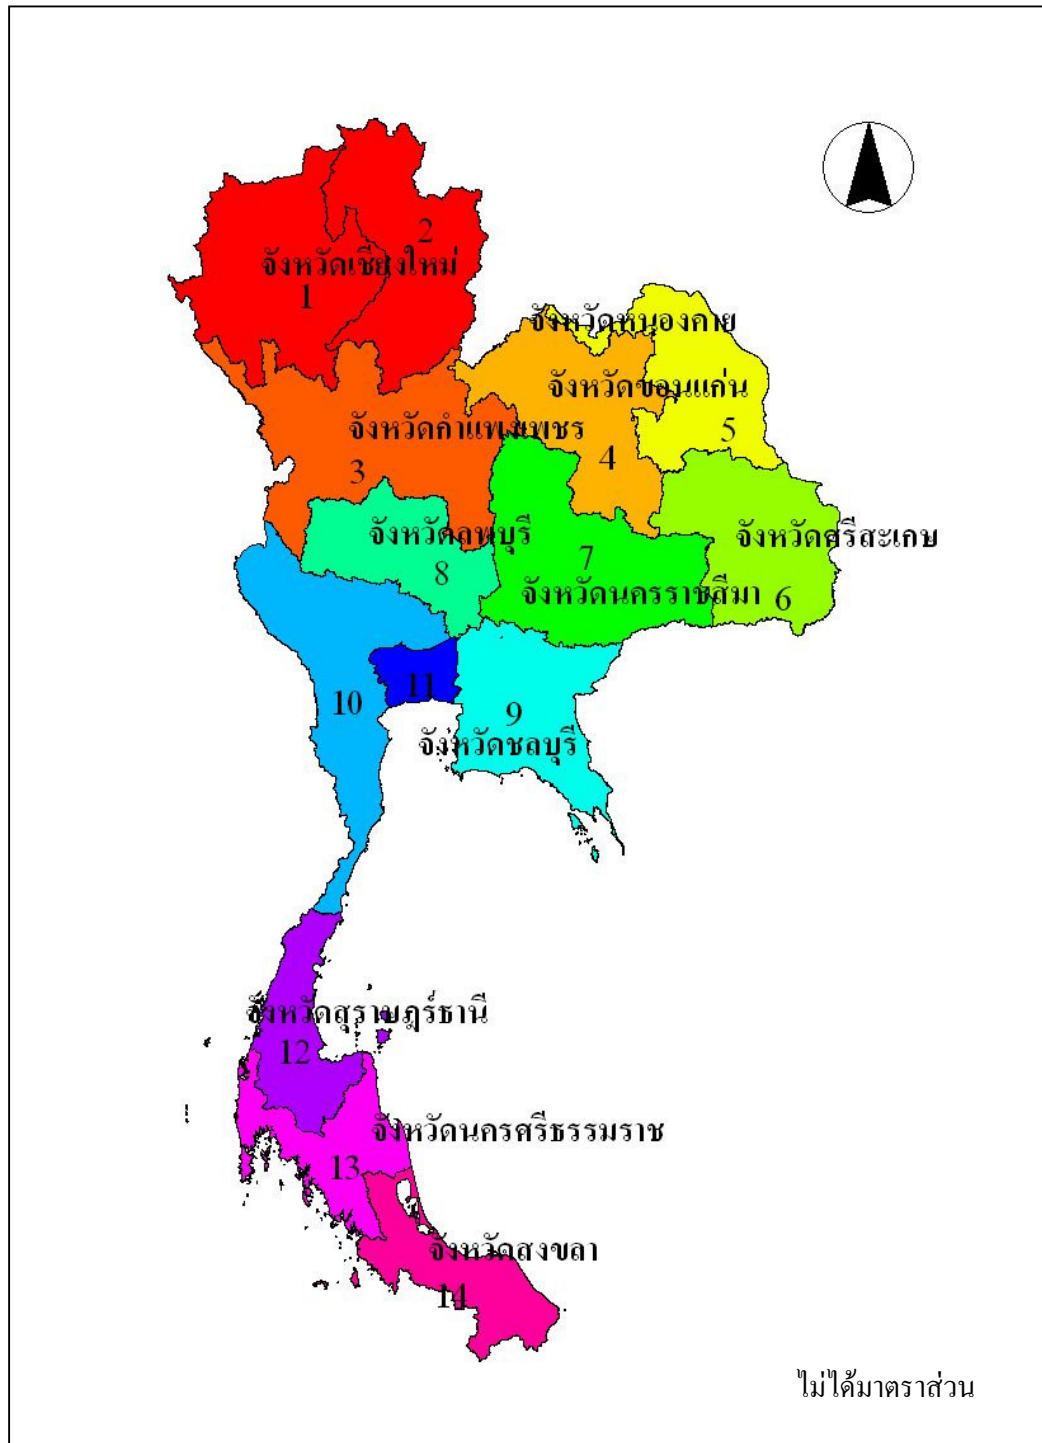 2
จังหวัดเชียงใหม่
1
จังหวัดหนองคาย
จังหวัดขอนแก่น
จังหวัดกำแพงเพชร
5
4
3
จังหวัดลพบุรี
จังหวัดศรีสะเกษ
7
8
จังหวัดนครราชสีมา
6
11
10
9
จังหวัดชลบุรี
จังหวัดสุราษฎร์ธานี
12
จังหวัดนครศรีธรรมราช
13
จังหวัดสงขลา
14
ไม่ได้มาตราส่วน